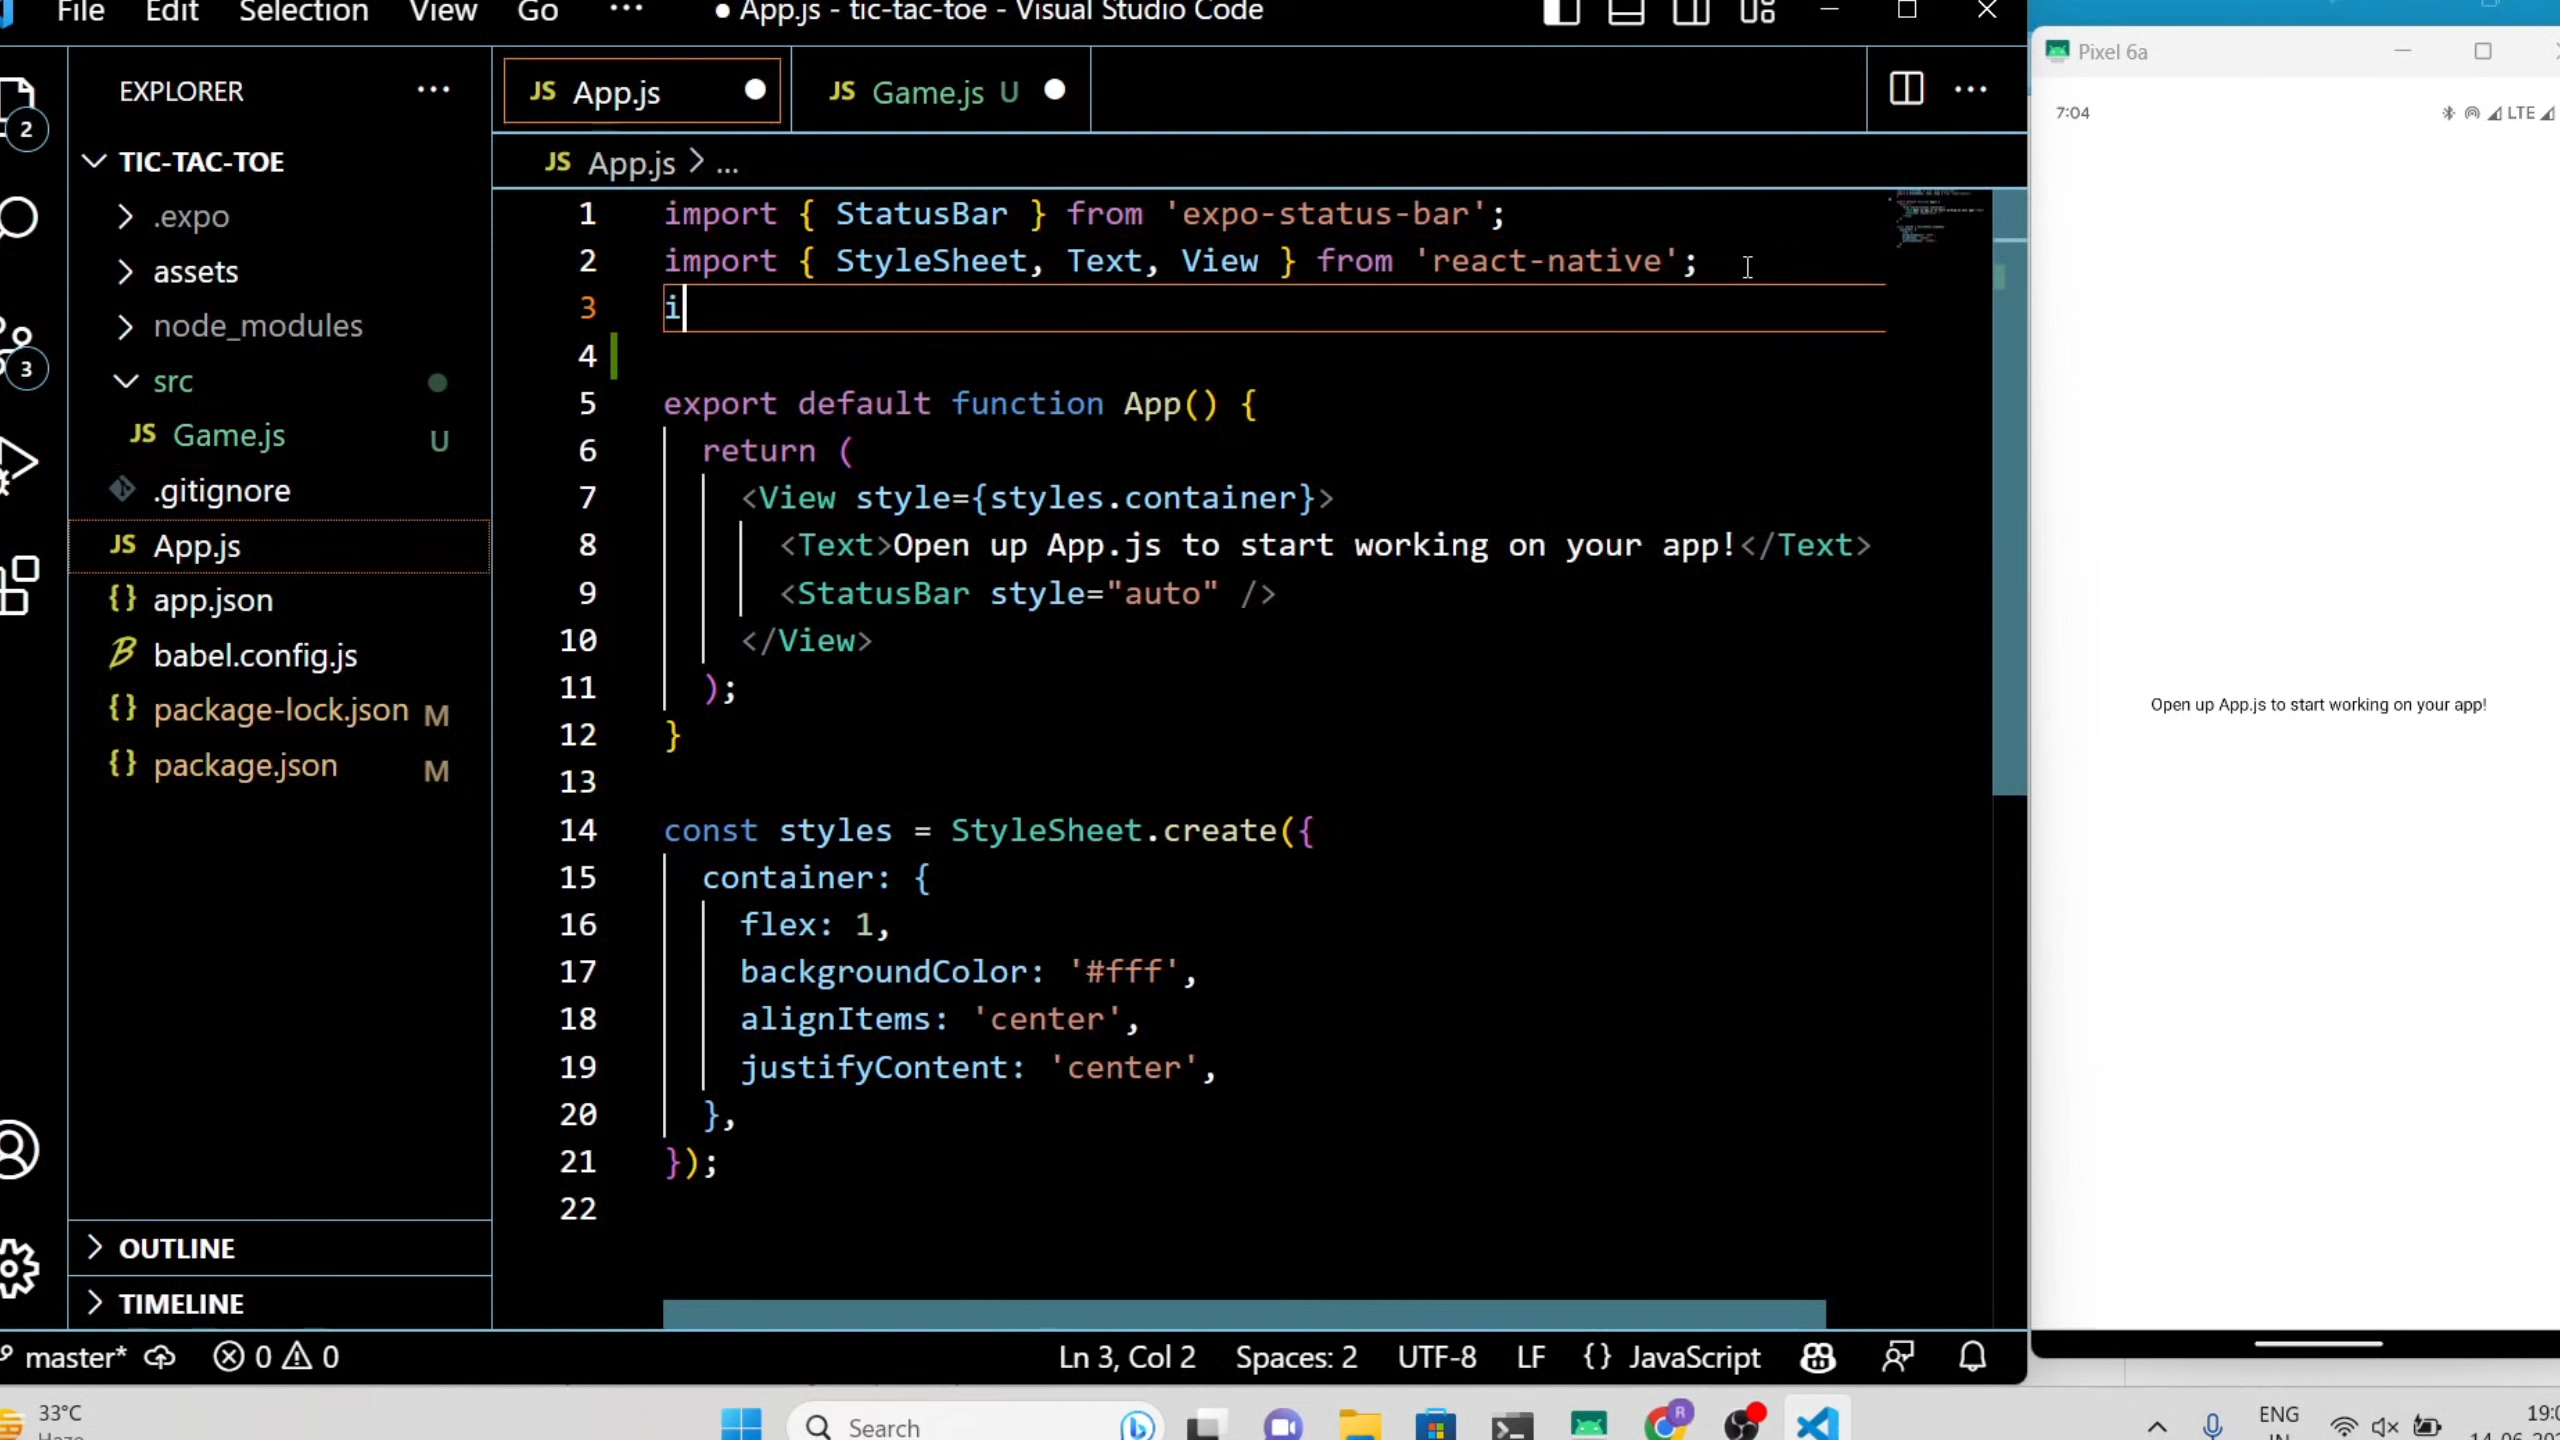 File Edit Selection View Go ··· ● App.js - tic-tac-toe - Visual Studio Code
EXPLORER ···
2
3
TIC-TAC-TOE
.expo
assets
node_modules
src
JS Game.js U
.gitignore
JS App.js
{} app.json
babel.config.js
{} package-lock.json M
{} package.json M
OUTLINE
TIMELINE
JS App.js JS Game.js U ···
JS App.js > ...
1 import { StatusBar } from 'expo-status-bar';
2 import { StyleSheet, Text, View } from 'react-native';
3 i
4
5 export default function App() {
6 return (
7 <View style={styles.container}>
8 <Text>Open up App.js to start working on your app!</Text>
9 <StatusBar style="auto" />
10 </View>
11 );
12 }
13
14 const styles = StyleSheet.create({
15 container: {
16 flex: 1,
17 backgroundColor: '#fff',
18 alignItems: 'center',
19 justifyContent: 'center',
20 },
21 });
22
master* 0 0 Ln 3, Col 2 Spaces: 2 UTF-8 LF {} JavaScript
Pixel 6a
7:04 LTE
Open up App.js to start working on your app!
33°C
Search
R
ENG